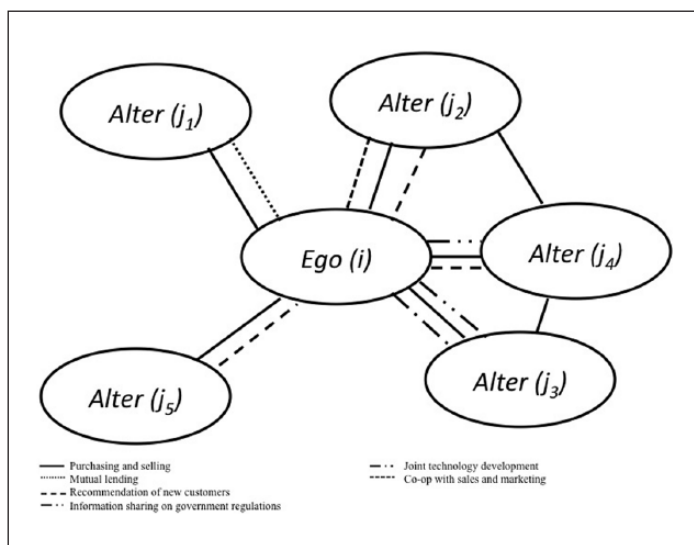 Alter (j₁)
Alter (j₂)
Ego (i)
Alter (j₄)
Alter (j₅)
Alter (j₃)
Purchasing and selling
Mutual lending
Recommendation of new customers
Information sharing on government regulations
Joint technology development
Co-op with sales and marketing